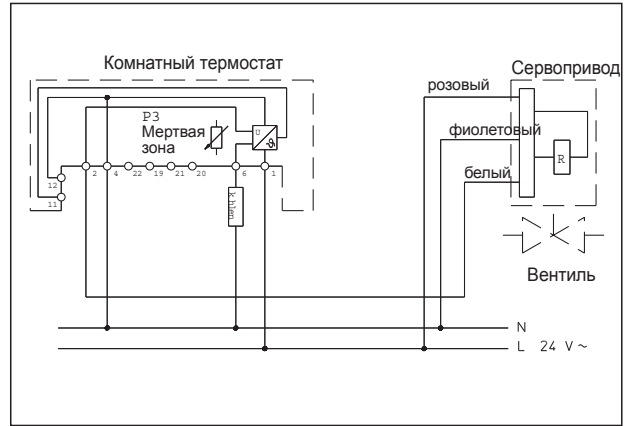 Комнатный термостат
Сервопривод
розовый
P3
Мертвая
зона
U
ϑ
фиолетовый
R
белый
2 4 22 19 21 20 6 1
12
11
Вентиль
N
L 24 V ~